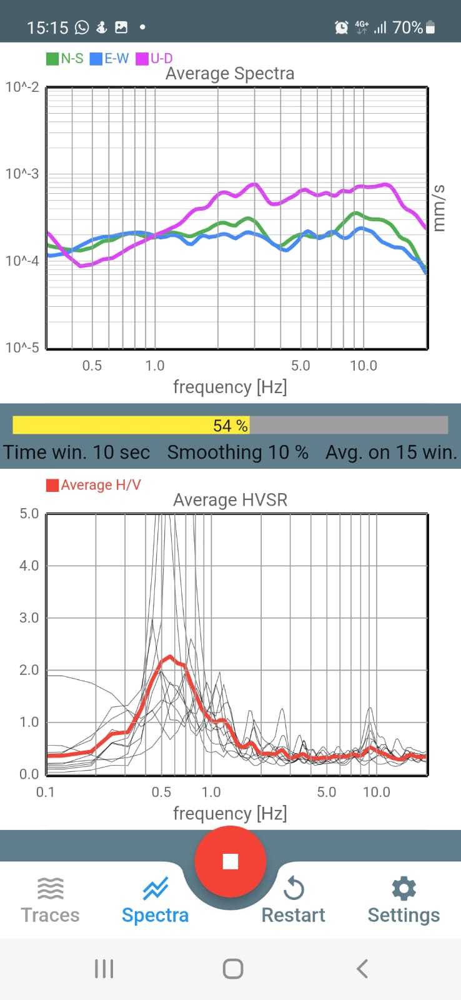 15:15 4G+ 70%
N-S E-W U-D
Average Spectra
10^-2
10^-3
mm/s
10^-4
10^-5
0.5 1.0 5.0 10.0
frequency [Hz]
54 %
Time win. 10 sec Smoothing 10 % Avg. on 15 win.
Average H/V
Average HVSR
5.0
4.0
3.0
2.0
1.0
0.0
0.1 0.5 1.0 5.0 10.0
frequency [Hz]
Traces Spectra Restart Settings